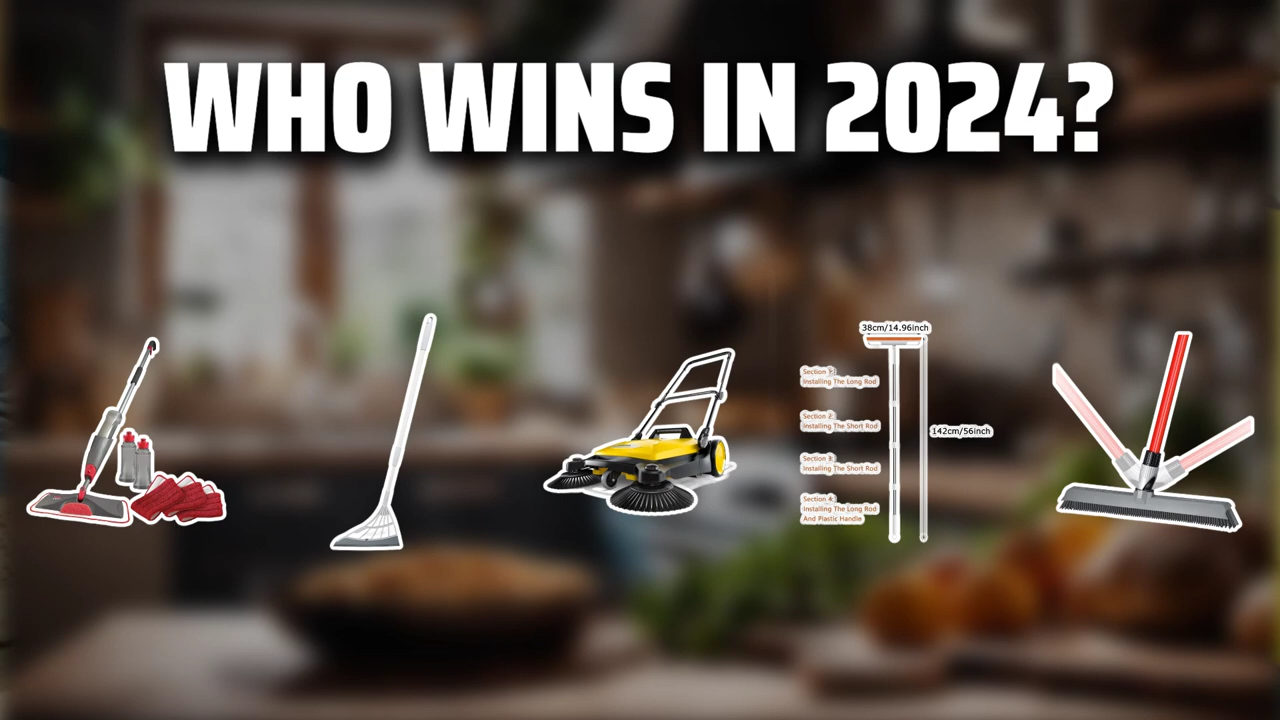 WHO WINS IN 2024?
38cm/14.96inch
Section 1:
Installing The Long Rod
Section 2
Installing The Short Rod
142cm/56inch
Section 3:
Installing The Short Rod
Section 4:
Installing The Long Rod
And Plastic Handle